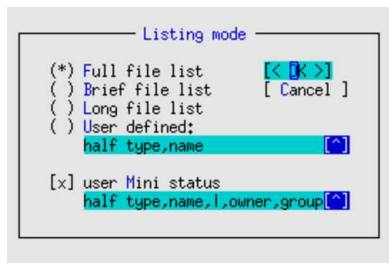 Listing mode
(*) Full file list [< OK >]
( ) Brief file list [ Cancel ]
( ) Long file list
( ) User defined:
half type,name [^]
[x] user Mini status
half type,name,|,owner,group[^]